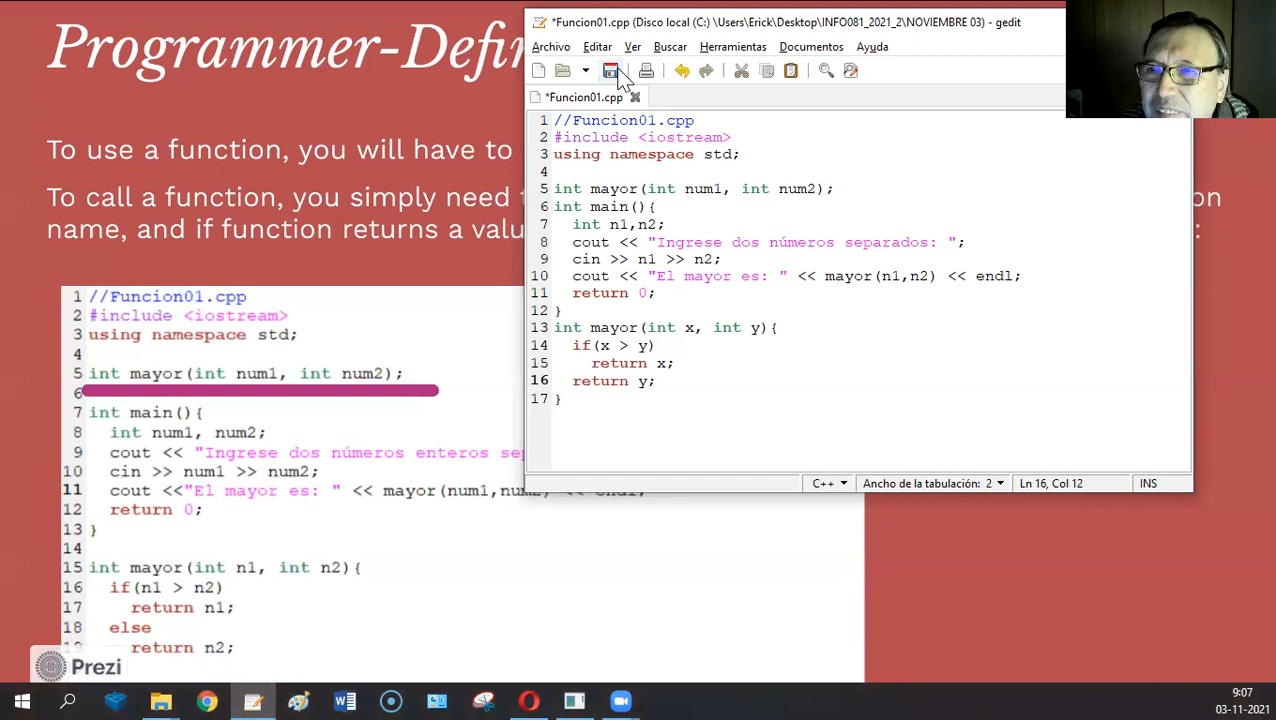 Programmer-Defi
To use a function, you will have to
To call a function, you simply need
on
name, and if function returns a valu
:
1 //Funcion01.cpp
2 #include <iostream>
3 using namespace std;
4
5 int mayor(int num1, int num2);
6
7 int main(){
8 int num1, num2;
9 cout << "Ingrese dos números enteros se
10 cin >> num1 >> num2;
11 cout <<"El mayor es: " << mayor(num1,num2) << endl;
12 return 0;
13 }
14
15 int mayor(int n1, int n2){
16 if(n1 > n2)
17 return n1;
18 else
19 return n2;
Prezi
*Funcion01.cpp (Disco local (C:) \Users\Erick\Desktop\INFO081_2021_2\NOVIEMBRE 03) - gedit
Archivo Editar Ver Buscar Herramientas Documentos Ayuda
*Funcion01.cpp
1 //Funcion01.cpp
2 #include <iostream>
3 using namespace std;
4
5 int mayor(int num1, int num2);
6 int main(){
7 int n1,n2;
8 cout << "Ingrese dos números separados: ";
9 cin >> n1 >> n2;
10 cout << "El mayor es: " << mayor(n1,n2) << endl;
11 return 0;
12 }
13 int mayor(int x, int y){
14 if(x > y)
15 return x;
16 return y;
17 }
C++ Ancho de la tabulación: 2 Ln 16, Col 12 INS
9:07
03-11-2021